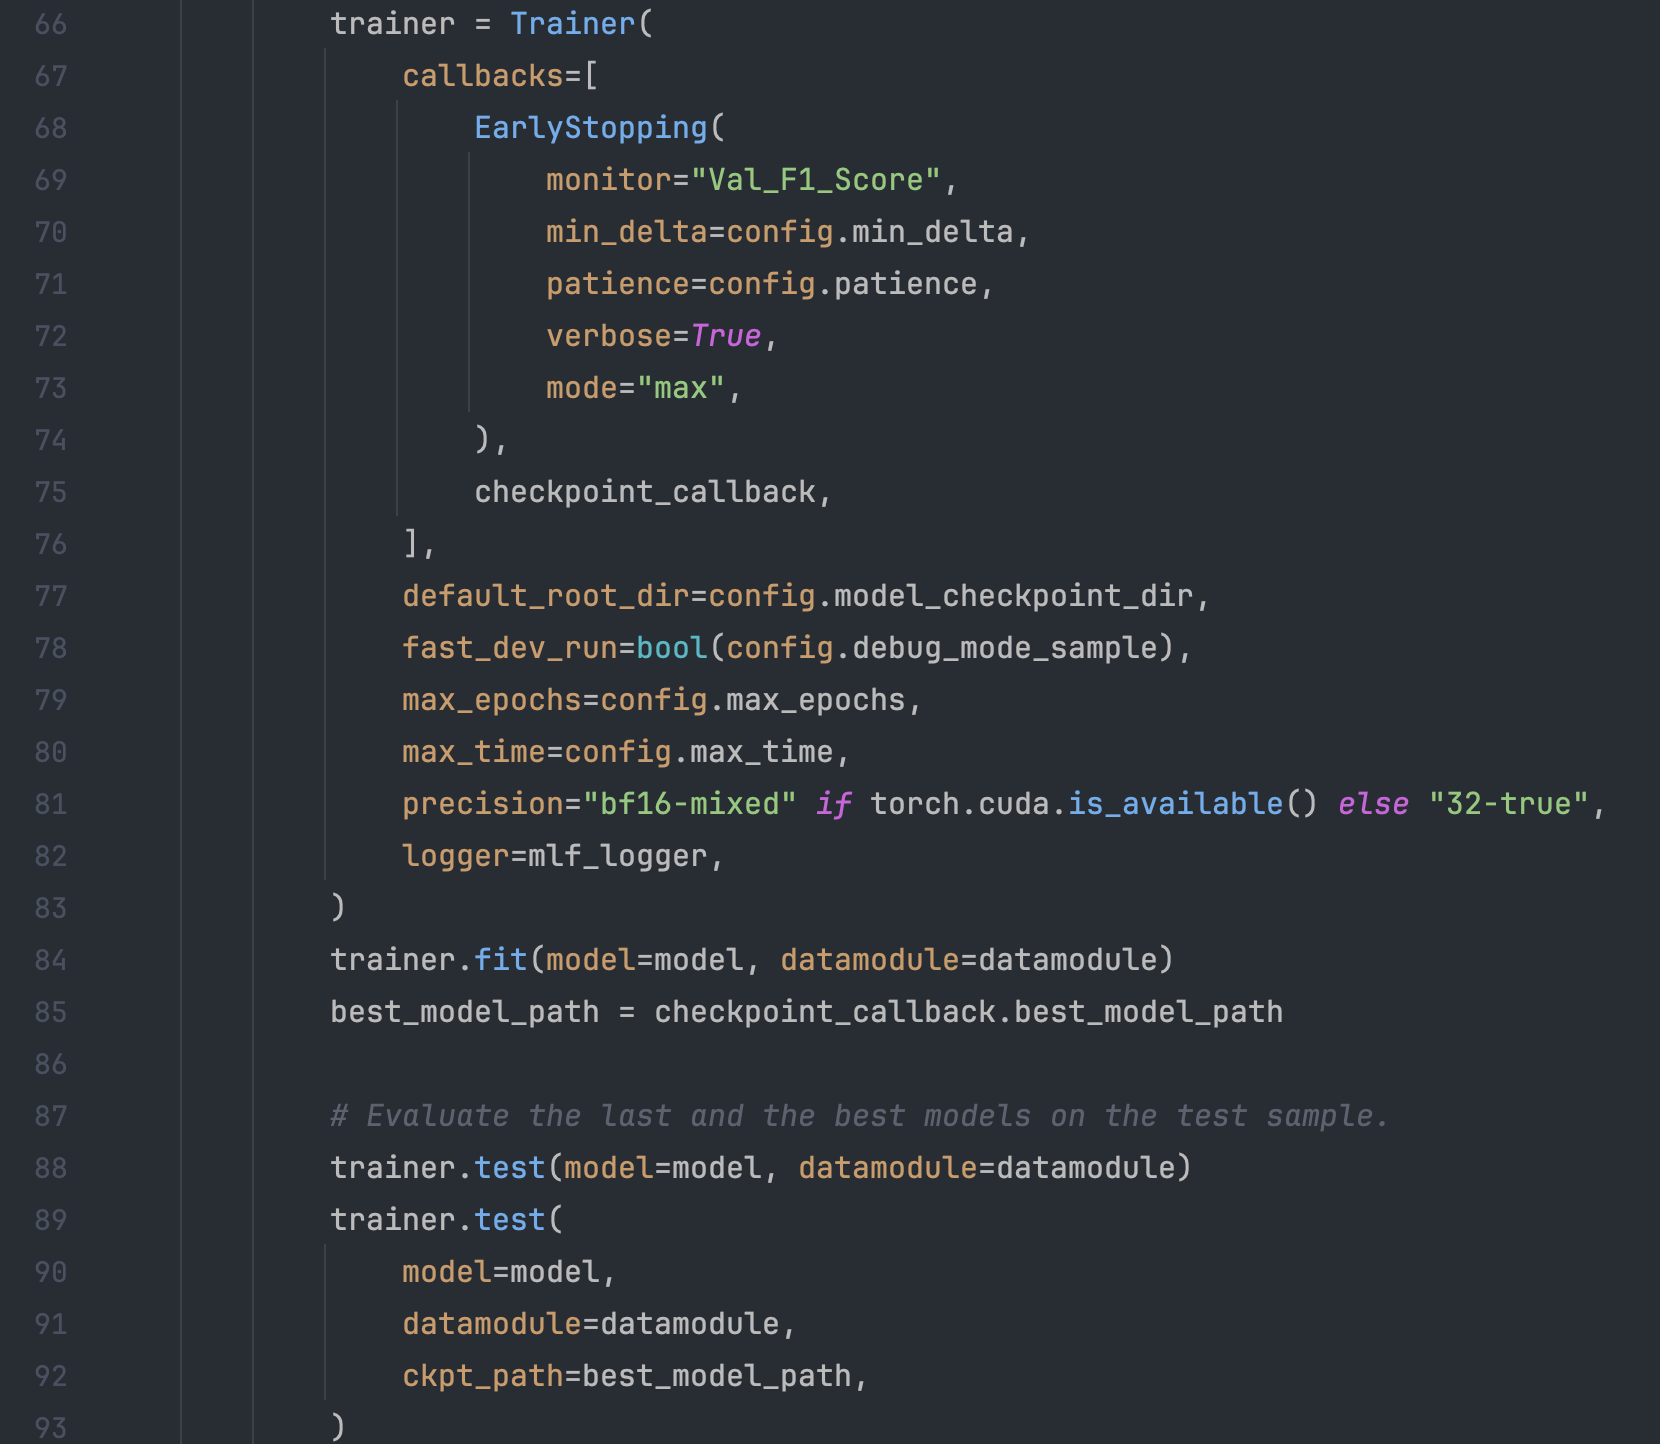 66 trainer = Trainer(
67 callbacks=[
68 EarlyStopping(
69 monitor="Val_F1_Score",
70 min_delta=config.min_delta,
71 patience=config.patience,
72 verbose=True,
73 mode="max",
74 ),
75 checkpoint_callback,
76 ],
77 default_root_dir=config.model_checkpoint_dir,
78 fast_dev_run=bool(config.debug_mode_sample),
79 max_epochs=config.max_epochs,
80 max_time=config.max_time,
81 precision="bf16-mixed" if torch.cuda.is_available() else "32-true",
82 logger=mlf_logger,
83 )
84 trainer.fit(model=model, datamodule=datamodule)
85 best_model_path = checkpoint_callback.best_model_path
86
87 # Evaluate the last and the best models on the test sample.
88 trainer.test(model=model, datamodule=datamodule)
89 trainer.test(
90 model=model,
91 datamodule=datamodule,
92 ckpt_path=best_model_path,
93 )